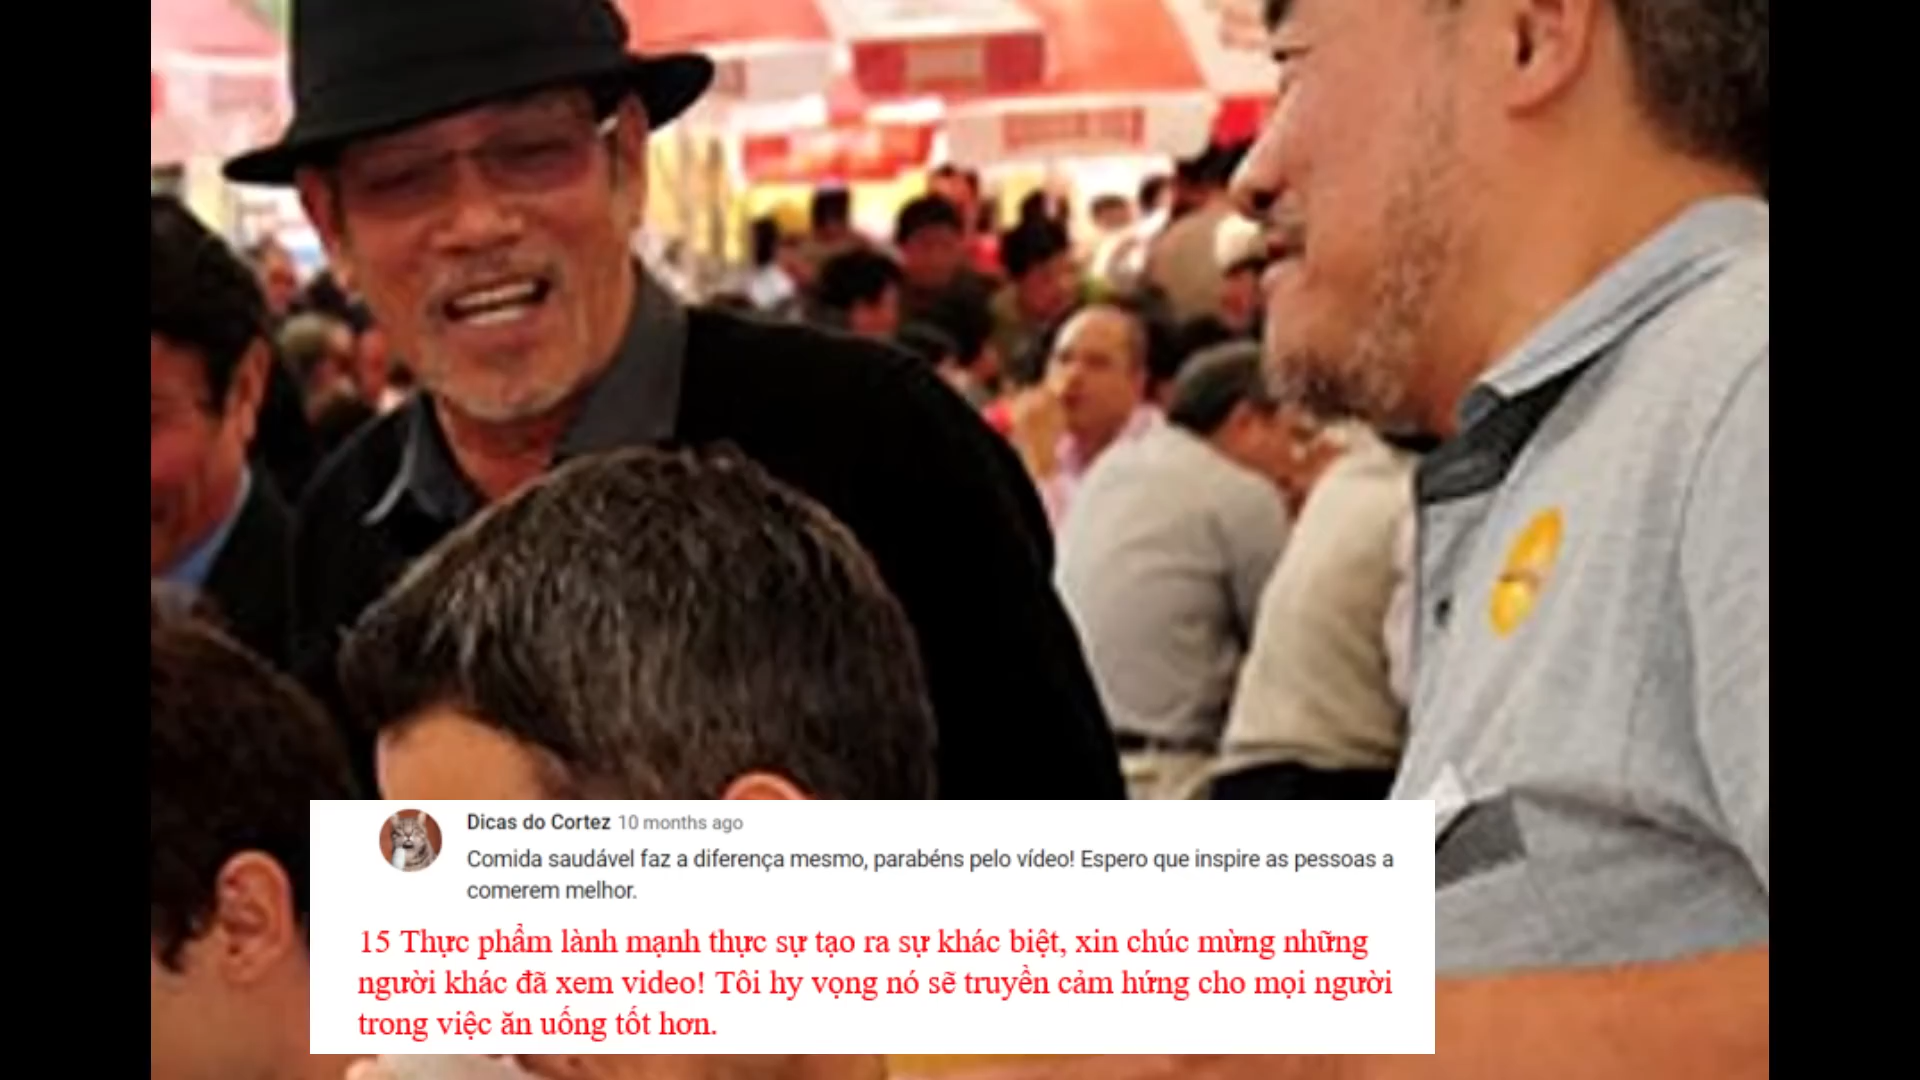 Dicas do Cortez 10 months ago
Comida saudável faz a diferença mesmo, parabéns pelo vídeo! Espero que inspire as pessoas a
comerem melhor.
15 Thực phẩm lành mạnh thực sự tạo ra sự khác biệt, xin chúc mừng những
người khác đã xem video! Tôi hy vọng nó sẽ truyền cảm hứng cho mọi người
trong việc ăn uống tốt hơn.